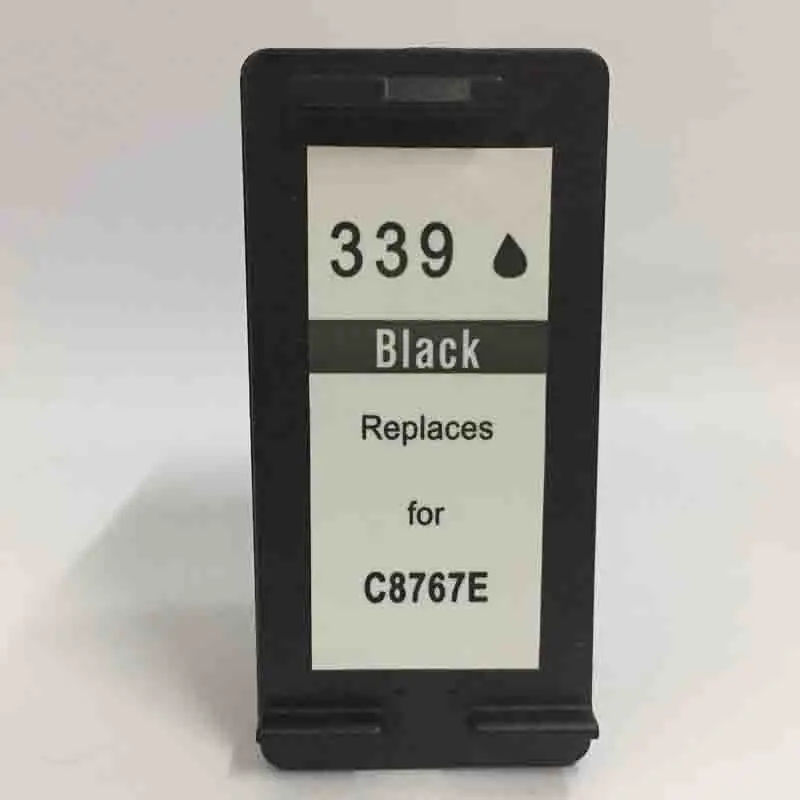 339
Black
Replaces
for
C8767E